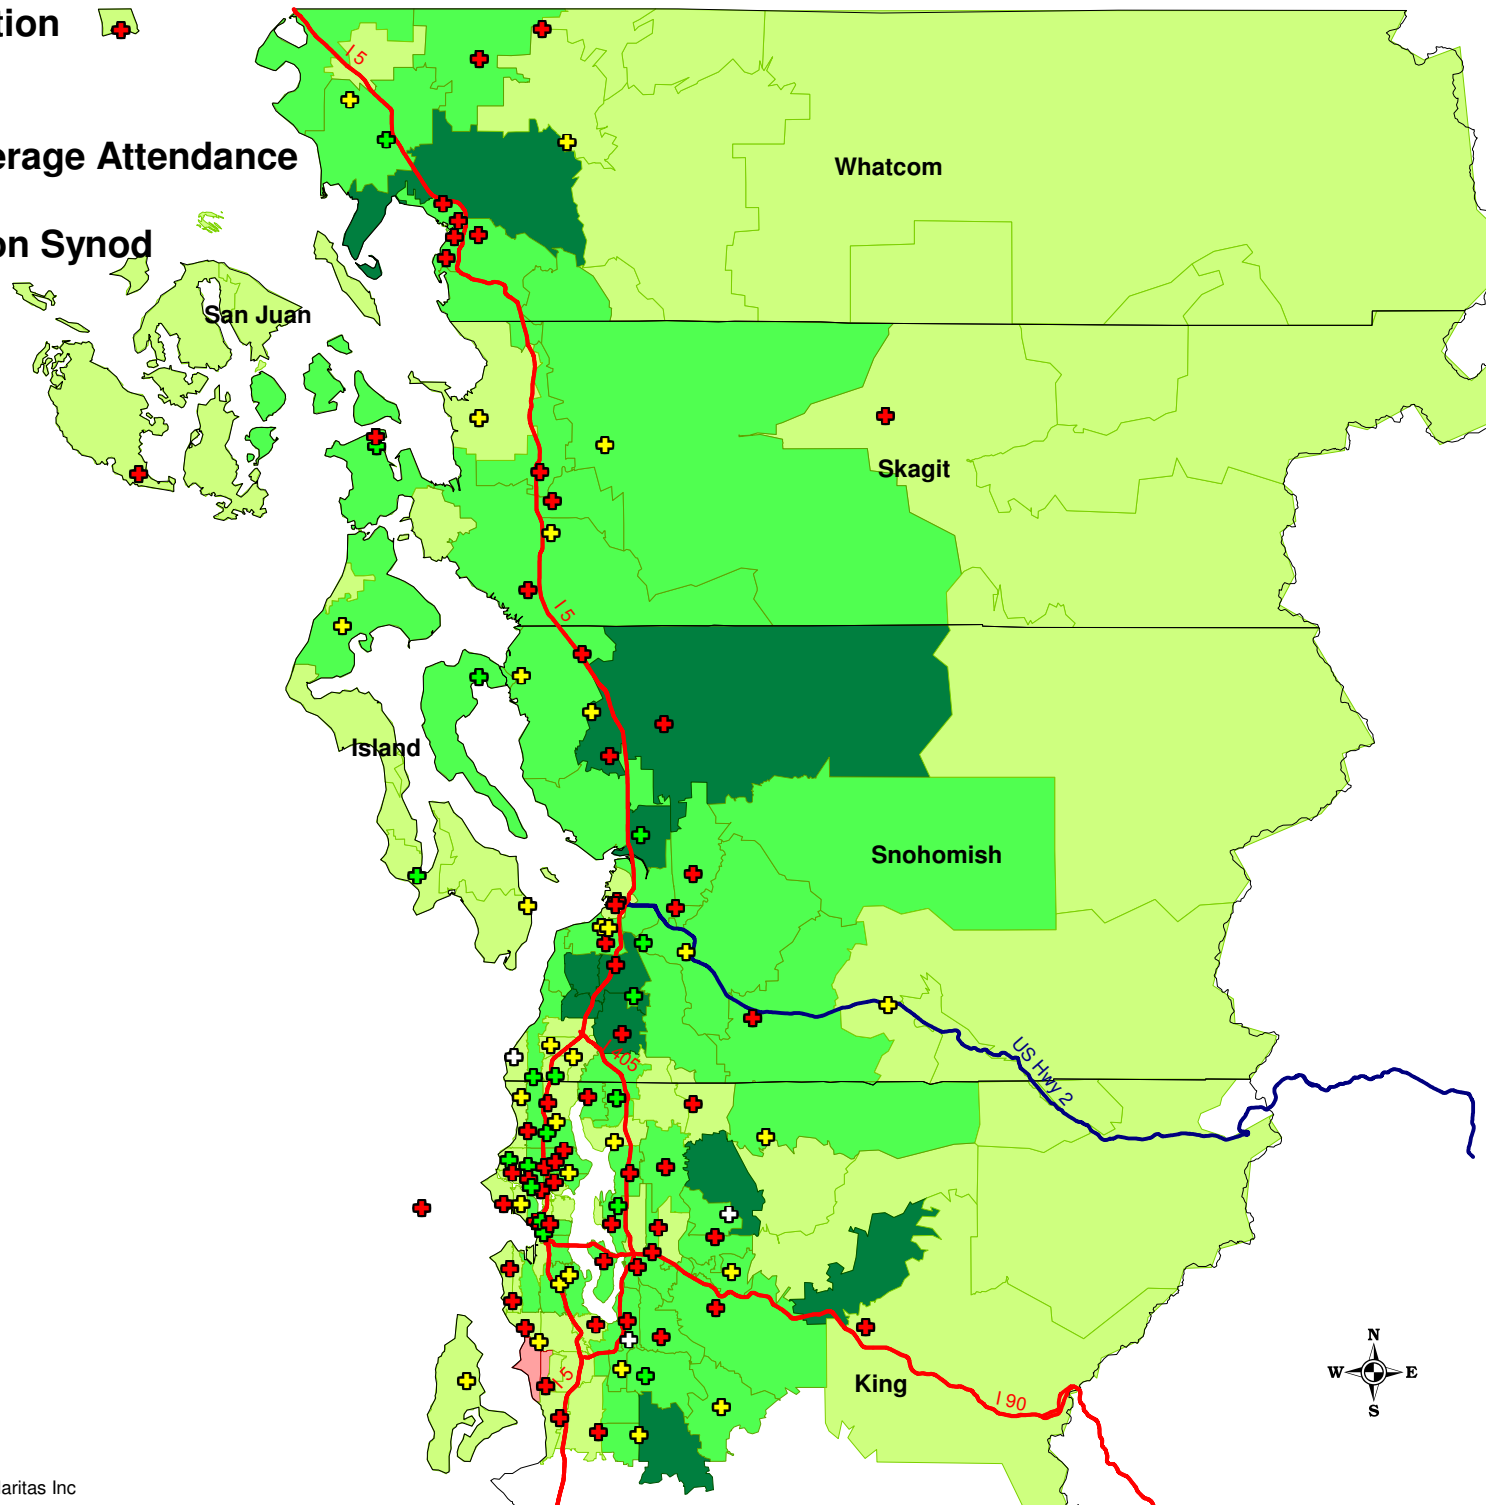 tion
I 5
erage Attendance
Whatcom
on Synod
San Juan
Skagit
I 5
Island
Snohomish
405
US Hwy 2
N
W E
S
King
I 5
I 90
laritas Inc